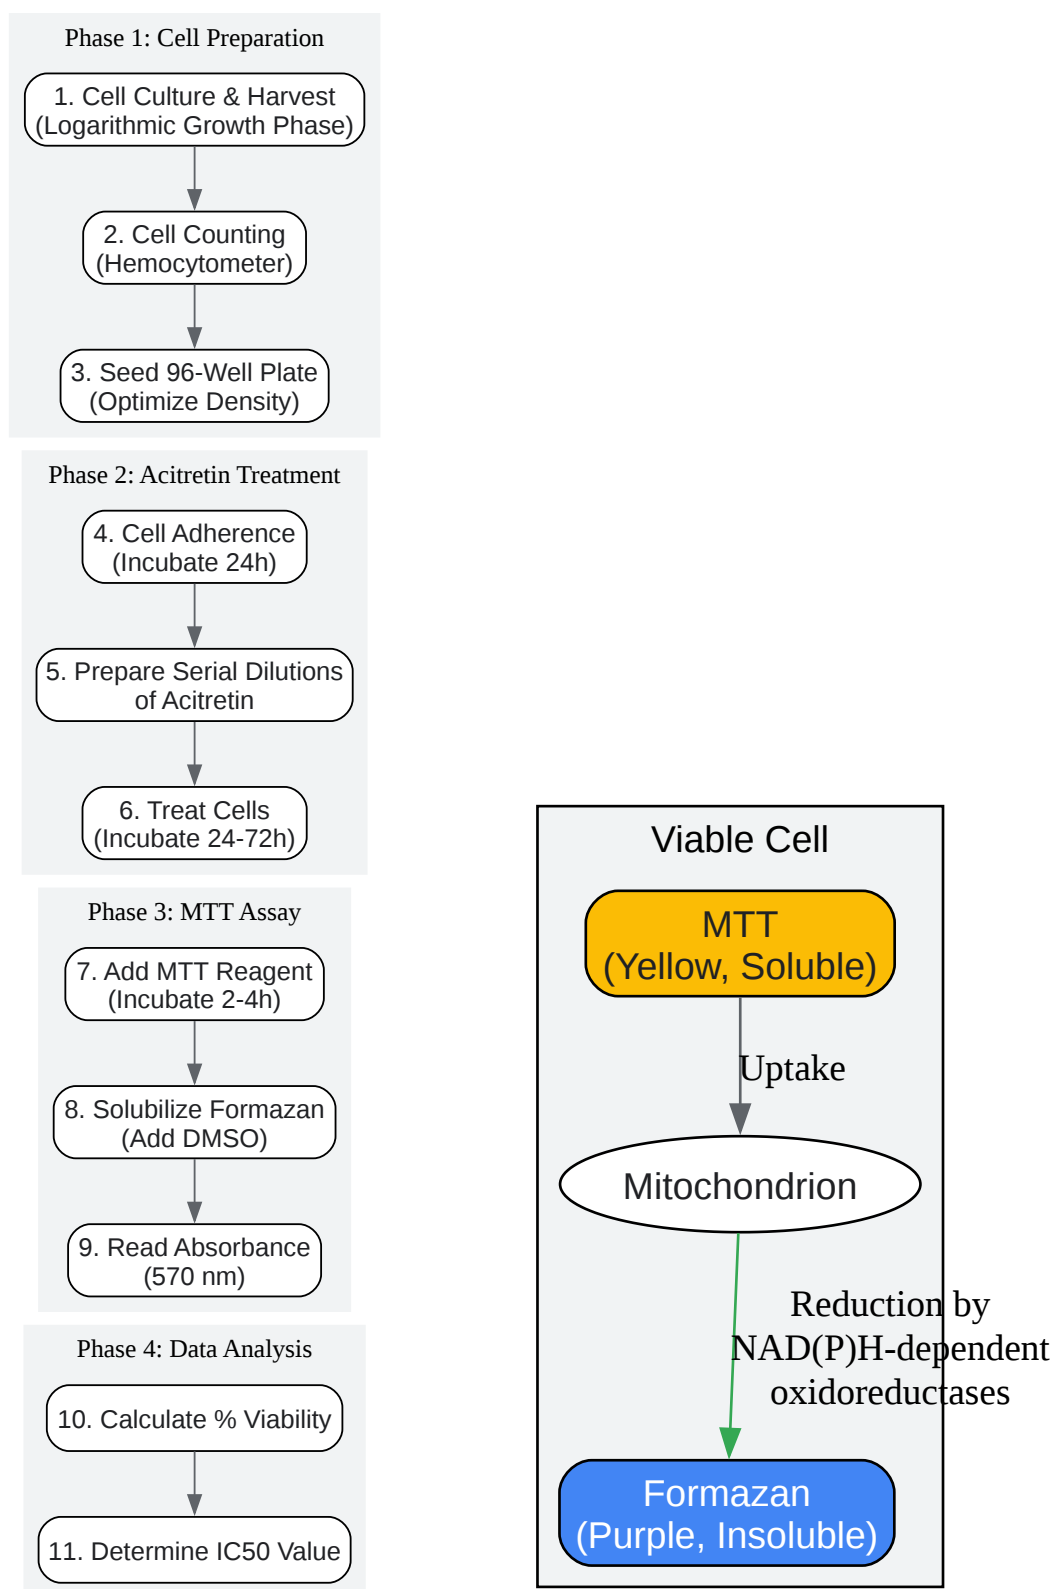 Phase 1: Cell Preparation
1. Cell Culture & Harvest
(Logarithmic Growth Phase)
2. Cell Counting
(Hemocytometer)
3. Seed 96-Well Plate
(Optimize Density)
Phase 2: Acitretin Treatment
4. Cell Adherence
(Incubate 24h)
5. Prepare Serial Dilutions
of Acitretin
6. Treat Cells
(Incubate 24-72h)
Phase 3: MTT Assay
7. Add MTT Reagent
(Incubate 2-4h)
8. Solubilize Formazan
(Add DMSO)
9. Read Absorbance
(570 nm)
Phase 4: Data Analysis
10. Calculate % Viability
11. Determine IC50 Value
Viable Cell
MTT
(Yellow, Soluble)
Uptake
Mitochondrion
Reduction by
NAD(P)H-dependent
oxidoreductases
Formazan
(Purple, Insoluble)